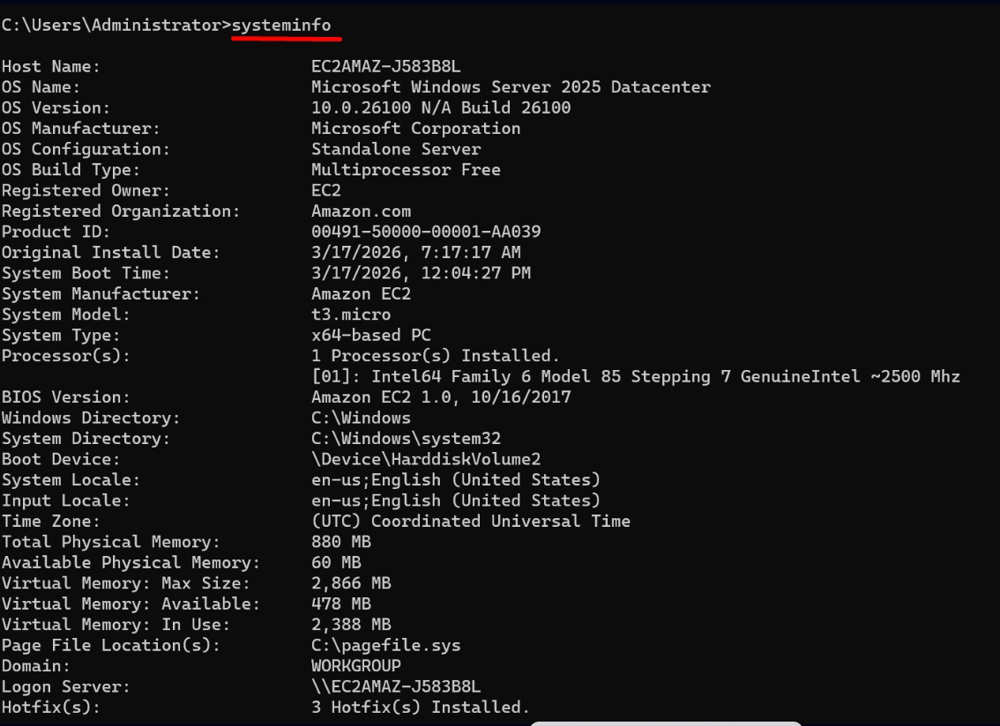 C:\Users\Administrator>systeminfo
Host Name: EC2AMAZ-J583B8L
OS Name: Microsoft Windows Server 2025 Datacenter
OS Version: 10.0.26100 N/A Build 26100
OS Manufacturer: Microsoft Corporation
OS Configuration: Standalone Server
OS Build Type: Multiprocessor Free
Registered Owner: EC2
Registered Organization: Amazon.com
Product ID: 00491-50000-00001-AA039
Original Install Date: 3/17/2026, 7:17:17 AM
System Boot Time: 3/17/2026, 12:04:27 PM
System Manufacturer: Amazon EC2
System Model: t3.micro
System Type: x64-based PC
Processor(s): 1 Processor(s) Installed.
[01]: Intel64 Family 6 Model 85 Stepping 7 GenuineIntel ~2500 Mhz
BIOS Version: Amazon EC2 1.0, 10/16/2017
Windows Directory: C:\Windows
System Directory: C:\Windows\system32
Boot Device: \Device\HarddiskVolume2
System Locale: en-us;English (United States)
Input Locale: en-us;English (United States)
Time Zone: (UTC) Coordinated Universal Time
Total Physical Memory: 880 MB
Available Physical Memory: 60 MB
Virtual Memory: Max Size: 2,866 MB
Virtual Memory: Available: 478 MB
Virtual Memory: In Use: 2,388 MB
Page File Location(s): C:\pagefile.sys
Domain: WORKGROUP
Logon Server: \\EC2AMAZ-J583B8L
Hotfix(s): 3 Hotfix(s) Installed.